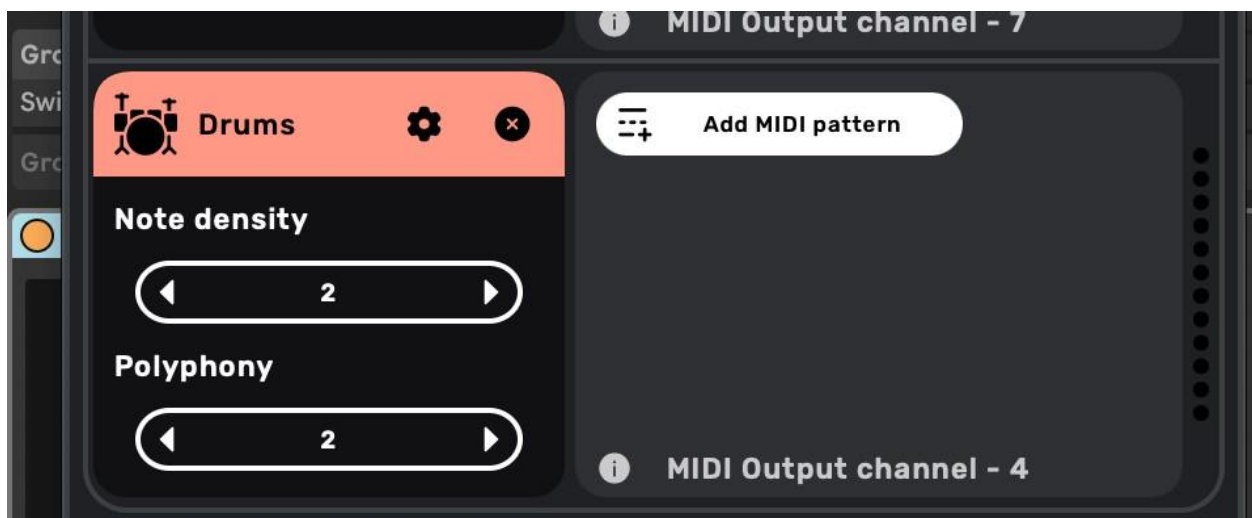 MIDI Output channel - 7
Drums
Add MIDI pattern
Note density
2
Polyphony
2
MIDI Output channel - 4